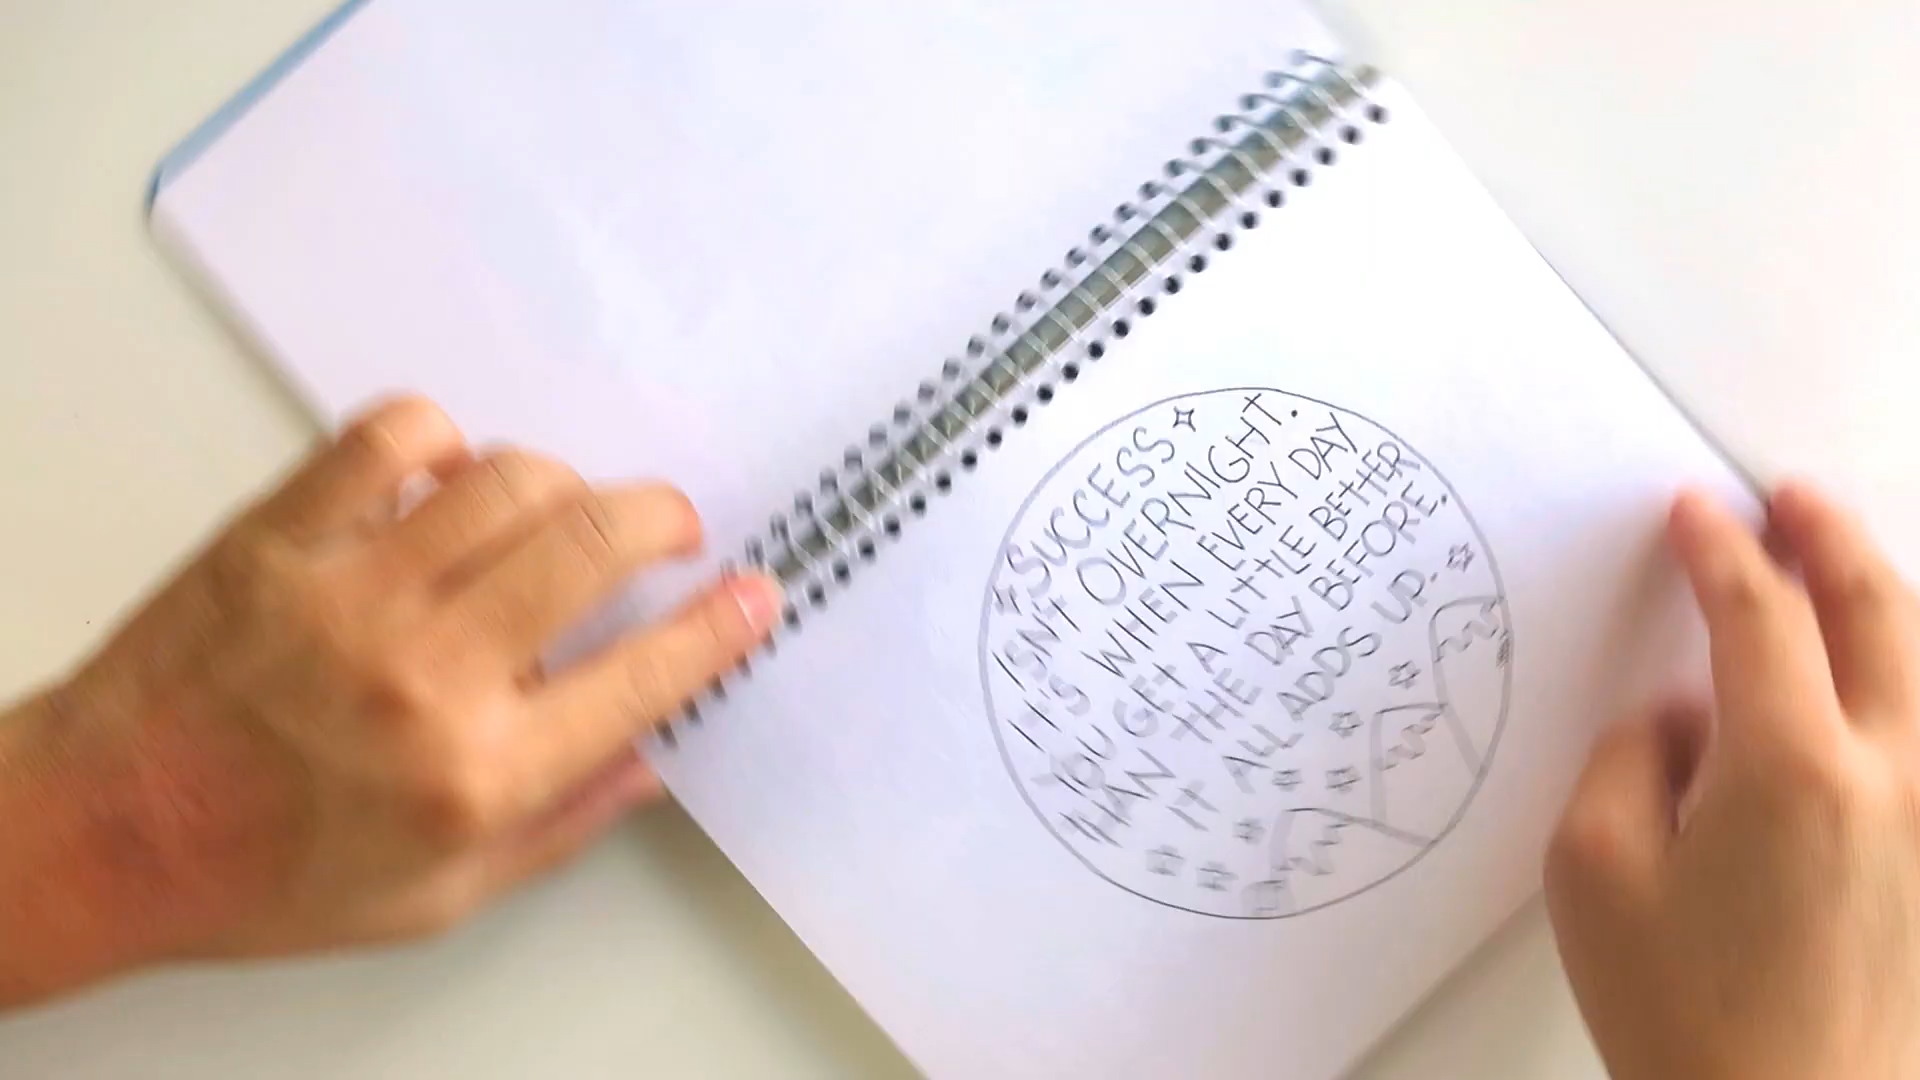 SUCCESS
ISN'T OVERNIGHT.
IT'S WHEN EVERY DAY
YOU GET A LITTLE BETTER
THAN THE DAY BEFORE.
IT ALL ADDS UP.